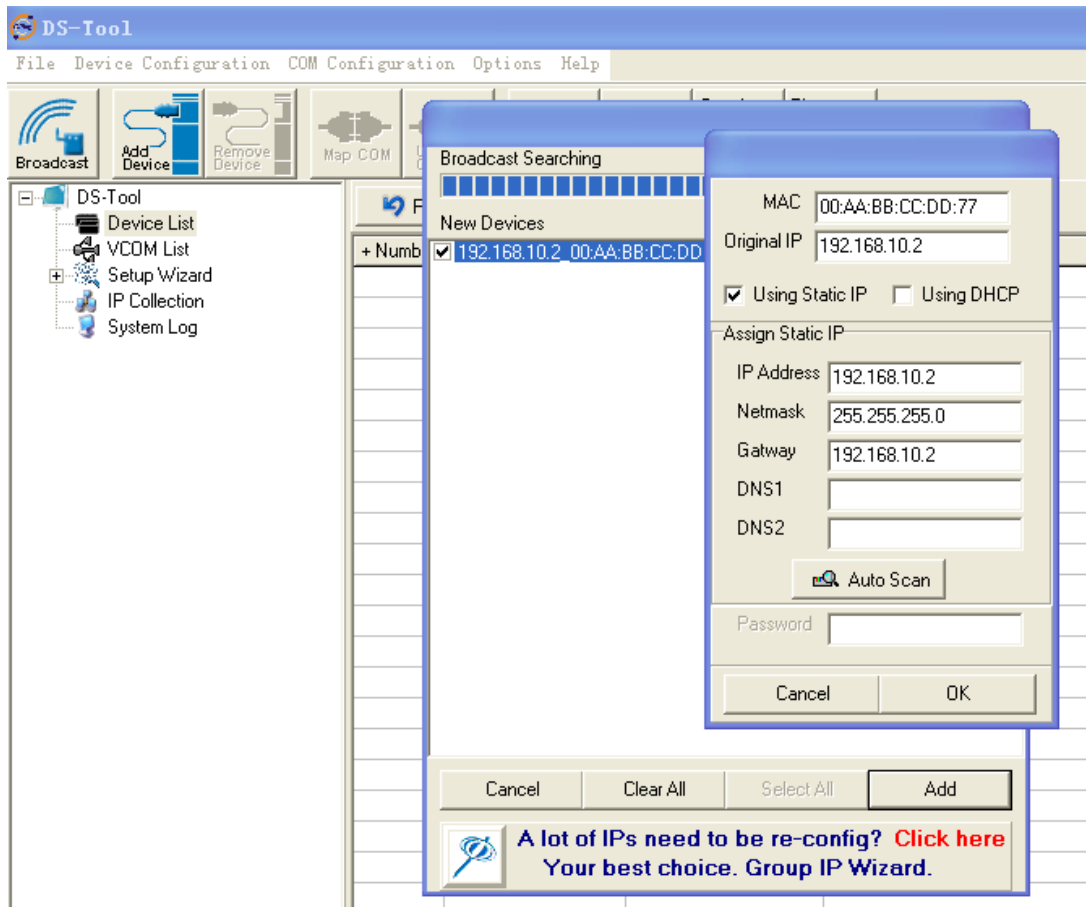 DS-Tool
File Device Configuration COM Configuration Options Help
Broadcast
Add Device
Remove Device
Map COM
DS-Tool
Device List
VCOM List
Setup Wizard
IP Collection
System Log
+ Numb
Broadcast Searching
New Devices
192.168.10.2_00:AA:BB:CC:DD
MAC 00:AA:BB:CC:DD:77
Original IP 192.168.10.2
Using Static IP Using DHCP
Assign Static IP
IP Address 192.168.10.2
Netmask 255.255.255.0
Gatway 192.168.10.2
DNS1
DNS2
Auto Scan
Password
Cancel OK
Cancel Clear All Select All Add
A lot of IPs need to be re-config? Click here
Your best choice. Group IP Wizard.